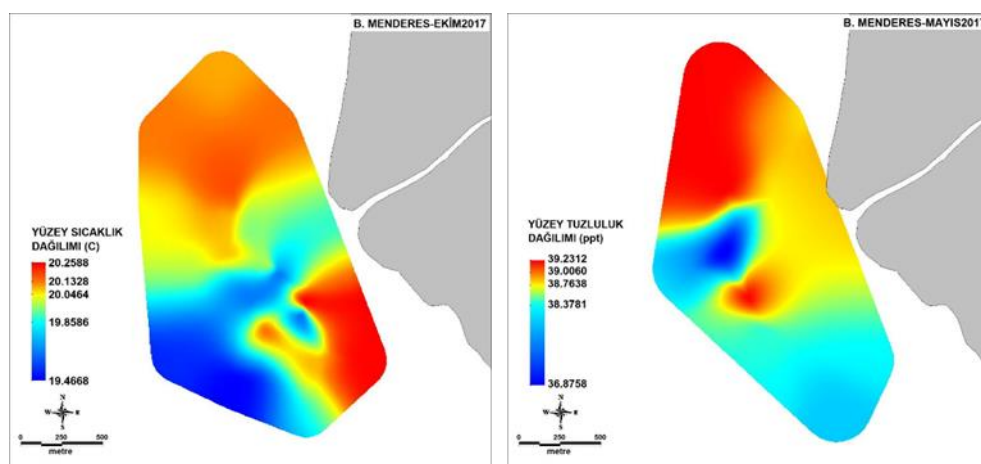 B. MENDERES-EKİM2017
YÜZEY SICAKLIK
DAĞILIMI (C)
20.2588
20.1328
20.0464
19.8586
19.4668
N
W E
S
0 250 500
metre
B. MENDERES-MAYIS2017
YÜZEY TUZLULUK
DAĞILIMI (ppt)
39.2312
39.0060
38.7638
38.3781
36.8758
N
W E
S
0 250 500
metre